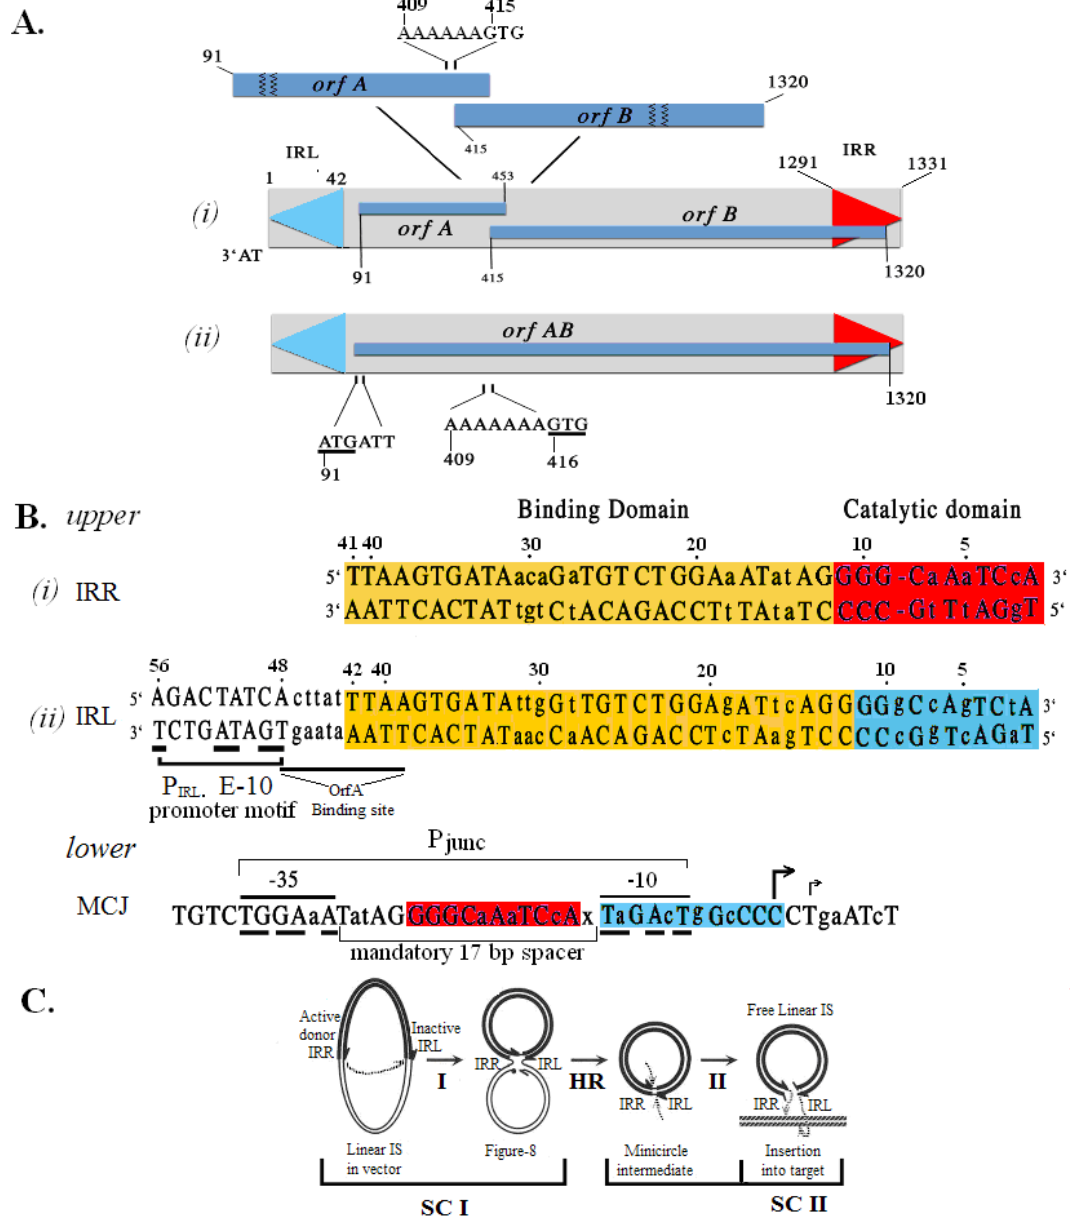 A.
409 415
AAAAAAGTG
91
orf A
1320
orf B
415
IRL
IRR
1 42
453
1291
1331
(i)
orf A
orf B
3‘AT
91
415
1320
(ii)
orf AB
1320
ATGATT
91
AAAAAAAGTG
409 416
B. upper
Binding Domain Catalytic domain
41 40 30 20 10 5
(i) IRR
5‘ TTAAGTGATAacaGaTGTCTGGAaATatAGGGG-CaAaTCcA 3‘
3‘ AATTCACTATtgtCtACAGACCTtTAtaTCCCC-GtTtAGgT 5‘
56 48 42 40 30 20 10 5
(ii) IRL
5‘ AGACTATCActtatTTAAGTGATAttgGtTGTCTGGAgATtcAGGGGgCcAgTCtA 3‘
3‘ TCTGATAGTgaataAATTCACTATaacCaACAGACCTcTAagTCCCCcGgTcAGaT 5‘
PIRL. E-10
promoter motif
OrfA
Binding site
lower
Pjunc
-35 -10
MCJ
TGTCTGGAaATatAGGGGCaAaTCcAxTaGAcTgGcCCCCTgaATcT
mandatory 17 bp spacer
C.
Active
donor
IRR
Inactive
IRL
I
IRR IRL
HR
IRR IRL
II
Free Linear IS
IRR IRL
Linear IS
in vector
Figure-8
Minicircle
intermediate
Insertion
into target
SC I
SC II